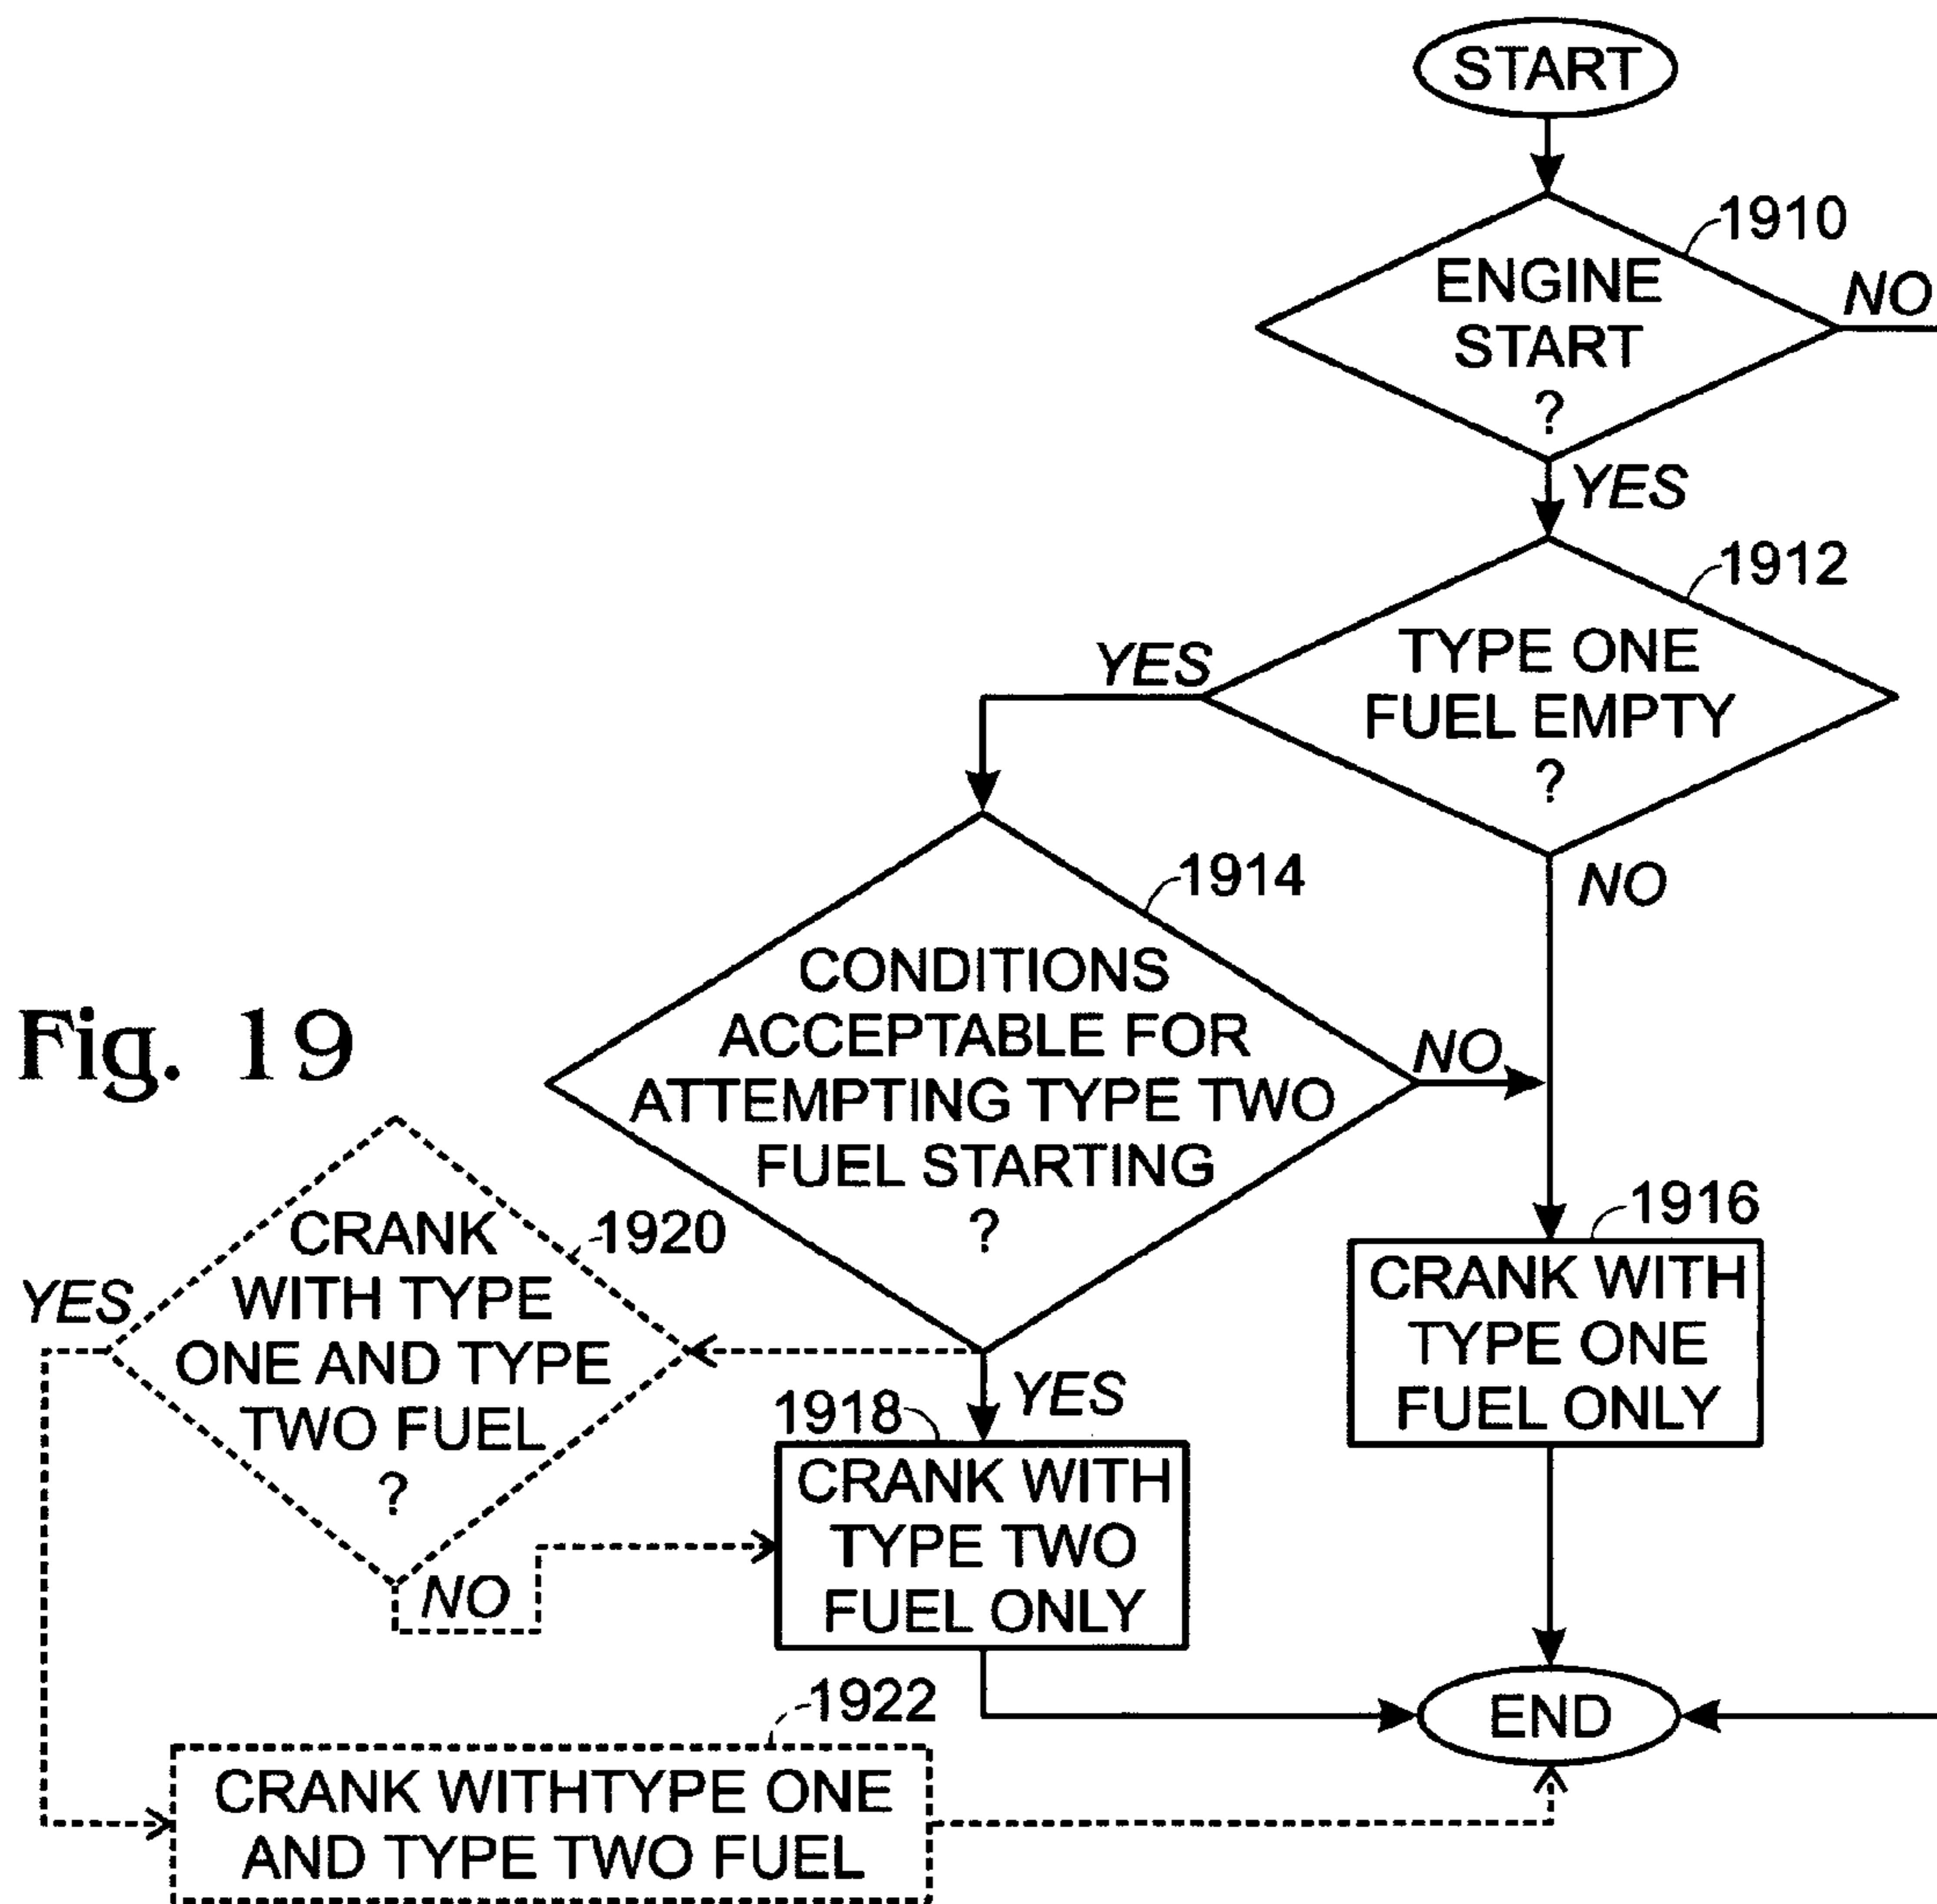 START
1910
ENGINE
START
?
NO
YES
1912
TYPE ONE
FUEL EMPTY
?
YES
NO
1914
CONDITIONS
ACCEPTABLE FOR
ATTEMPTING TYPE TWO
FUEL STARTING
?
NO
YES
Fig. 19
1916
CRANK WITH
TYPE ONE
FUEL ONLY
1920
CRANK
WITH TYPE
ONE AND TYPE
TWO FUEL
?
YES
NO
1918
CRANK WITH
TYPE TWO
FUEL ONLY
1922
CRANK WITHTYPE ONE
AND TYPE TWO FUEL
END